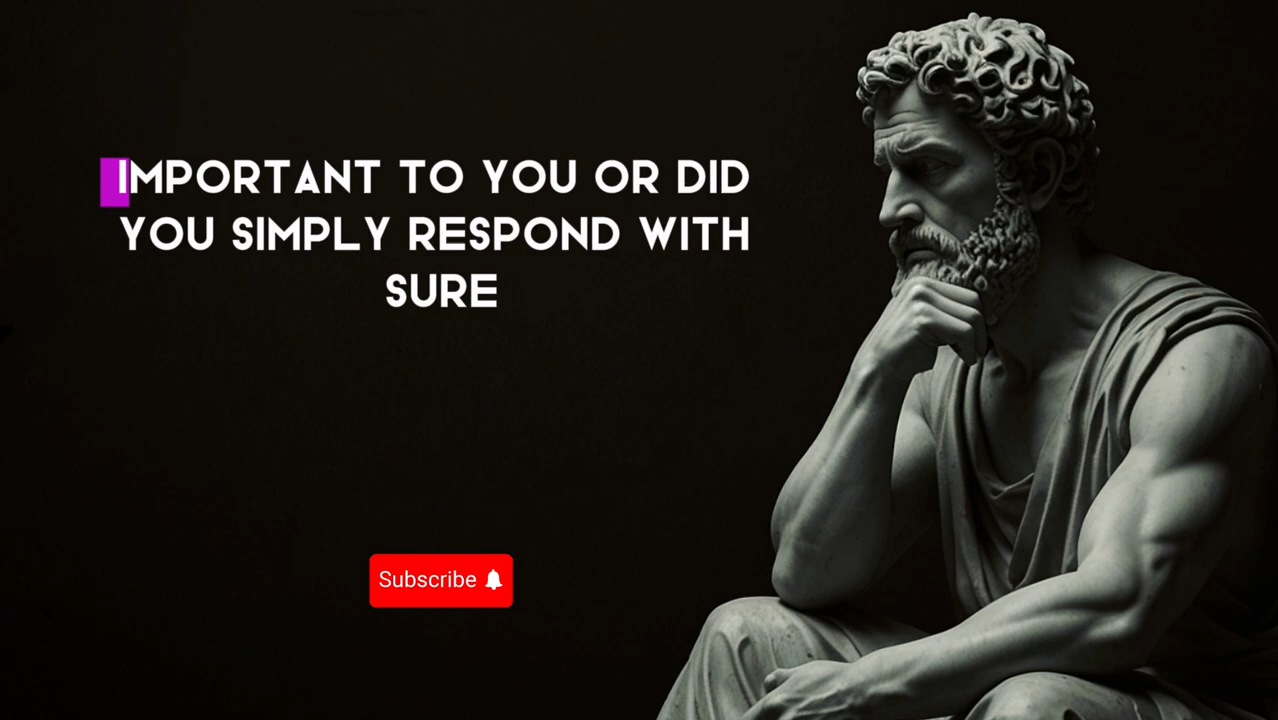 IMPORTANT TO YOU OR DID
YOU SIMPLY RESPOND WITH
SURE
Subscribe